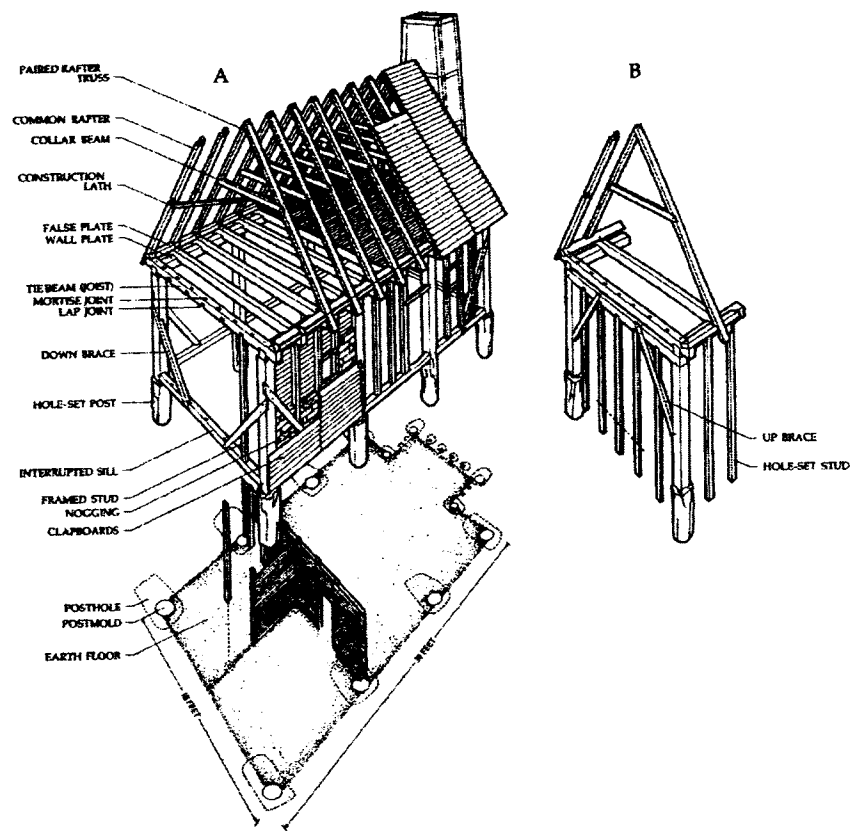 A
B
PAIRED RAFTER
TRUSS
COMMON RAFTER
COLLAR BEAM
CONSTRUCTION
LATH
FALSE PLATE
WALL PLATE
TIE BEAM (JOIST)
MORTISE JOINT
LAP JOINT
DOWN BRACE
HOLE-SET POST
INTERRUPTED SILL
FRAMED STUD
NOGGING
CLAPBOARDS
UP BRACE
HOLE-SET STUD
POSTHOLE
POSTMOLD
EARTH FLOOR
FEET
FEET